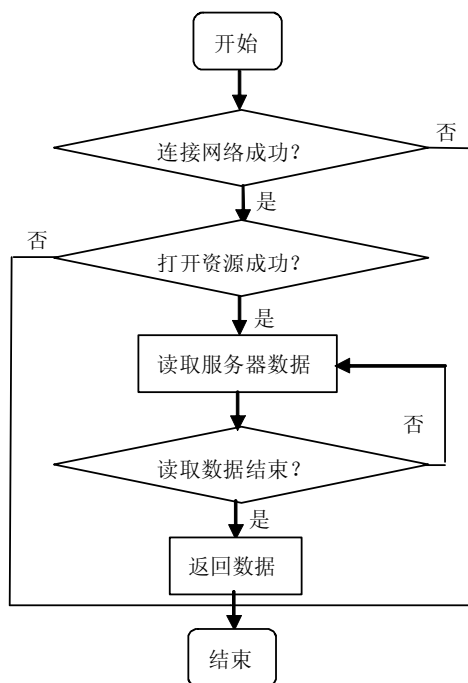 开始
连接网络成功？
否
是
否
打开资源成功？
是
读取服务器数据
否
读取数据结束？
是
返回数据
结束